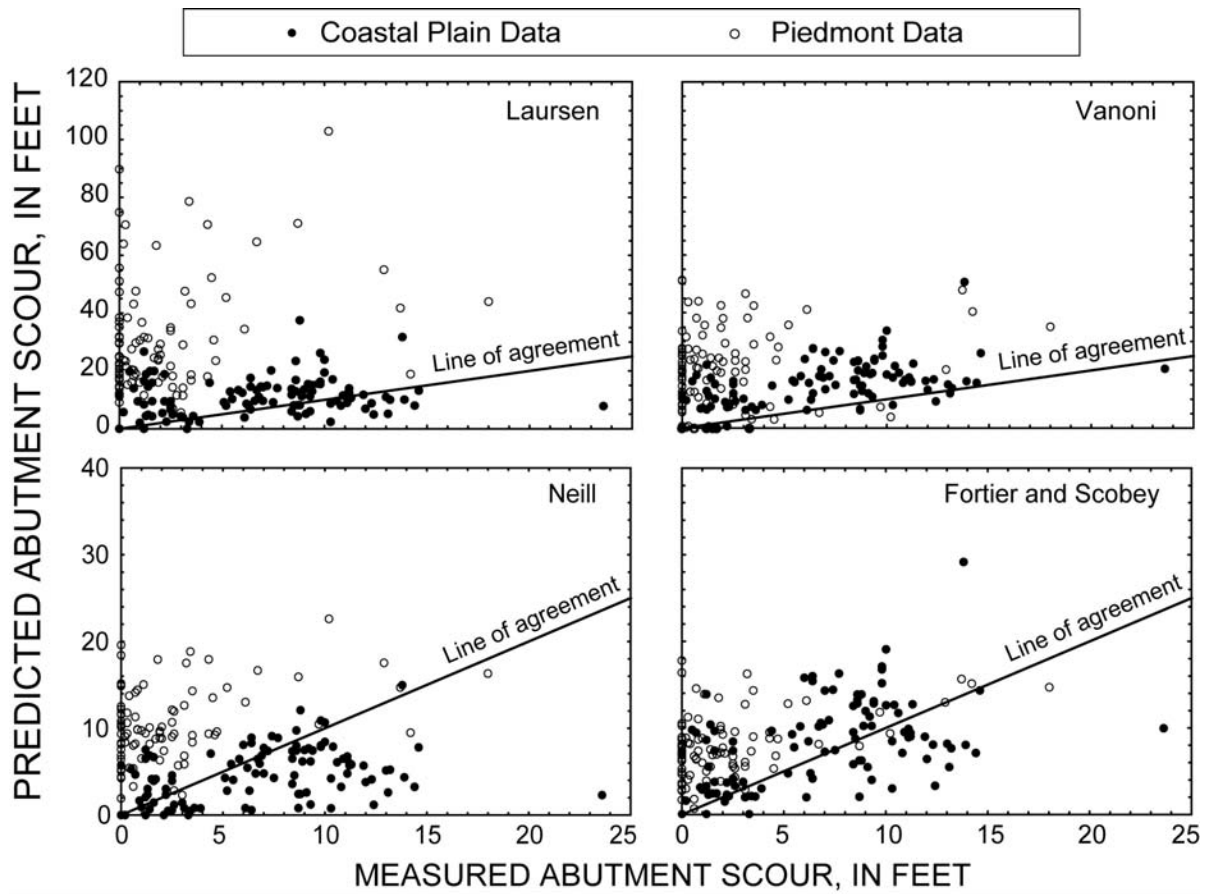 Coastal Plain Data Piedmont Data
PREDICTED ABUTMENT SCOUR, IN FEET
120
100
80
60
40
20
0
Laursen
Line of agreement
Vanoni
Line of agreement
40
30
20
10
0
Neill
Line of agreement
0 5 10 15 20 25
Fortier and Scobey
Line of agreement
0 5 10 15 20 25
MEASURED ABUTMENT SCOUR, IN FEET